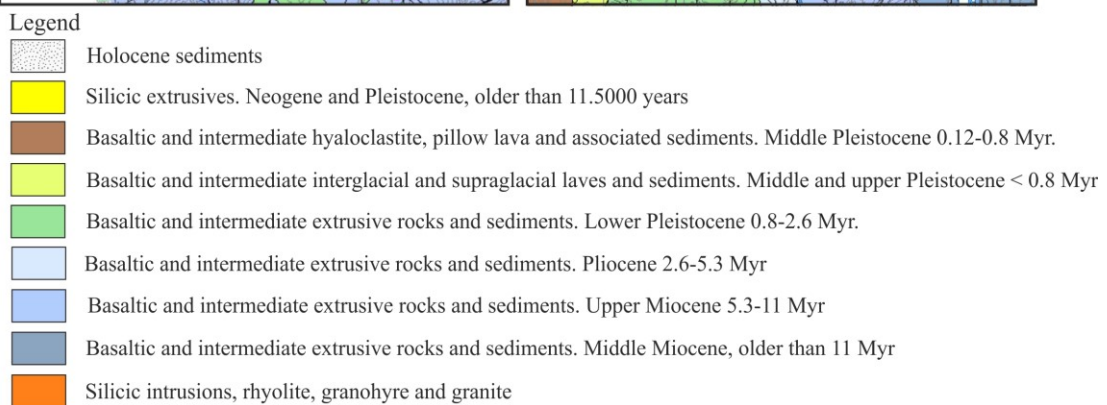 Legend
Holocene sediments
Silicic extrusives. Neogene and Pleistocene, older than 11.5000 years
Basaltic and intermediate hyaloclastite, pillow lava and associated sediments. Middle Pleistocene 0.12-0.8 Myr.
Basaltic and intermediate interglacial and supraglacial laves and sediments. Middle and upper Pleistocene < 0.8 Myr
Basaltic and intermediate extrusive rocks and sediments. Lower Pleistocene 0.8-2.6 Myr.
Basaltic and intermediate extrusive rocks and sediments. Pliocene 2.6-5.3 Myr
Basaltic and intermediate extrusive rocks and sediments. Upper Miocene 5.3-11 Myr
Basaltic and intermediate extrusive rocks and sediments. Middle Miocene, older than 11 Myr
Silicic intrusions, rhyolite, granohyre and granite